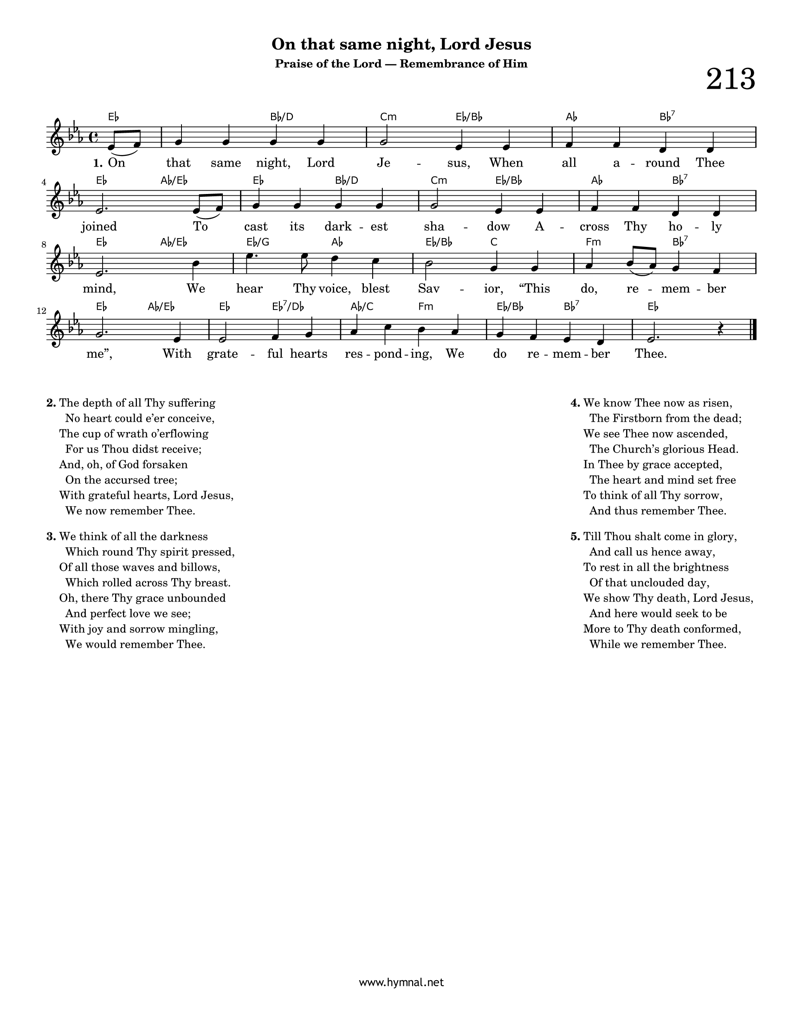 On that same night, Lord Jesus
Praise of the Lord — Remembrance of Him
213
E♭ B♭/D Cm E♭/B♭ A♭ B♭7
1. On that same night, Lord Je - sus, When all a - round Thee
4 E♭ A♭/E♭ E♭ B♭/D Cm E♭/B♭ A♭ B♭7
joined To cast its dark - est sha - dow A - cross Thy ho - ly
8 E♭ A♭/E♭ E♭/G A♭ E♭/B♭ C Fm B♭7
mind, We hear Thy voice, blest Sav - ior, “This do, re - mem - ber
12 E♭ A♭/E♭ E♭ E♭7/D♭ A♭/C Fm E♭/B♭ B♭7 E♭
me”, With grate - ful hearts res - pond - ing, We do re - mem - ber Thee.
2. The depth of all Thy suffering
No heart could e’er conceive,
The cup of wrath o’erflowing
For us Thou didst receive;
And, oh, of God forsaken
On the accursed tree;
With grateful hearts, Lord Jesus,
We now remember Thee.
3. We think of all the darkness
Which round Thy spirit pressed,
Of all those waves and billows,
Which rolled across Thy breast.
Oh, there Thy grace unbounded
And perfect love we see;
With joy and sorrow mingling,
We would remember Thee.
4. We know Thee now as risen,
The Firstborn from the dead;
We see Thee now ascended,
The Church’s glorious Head.
In Thee by grace accepted,
The heart and mind set free
To think of all Thy sorrow,
And thus remember Thee.
5. Till Thou shalt come in glory,
And call us hence away,
To rest in all the brightness
Of that unclouded day,
We show Thy death, Lord Jesus,
And here would seek to be
More to Thy death conformed,
While we remember Thee.
www.hymnal.net